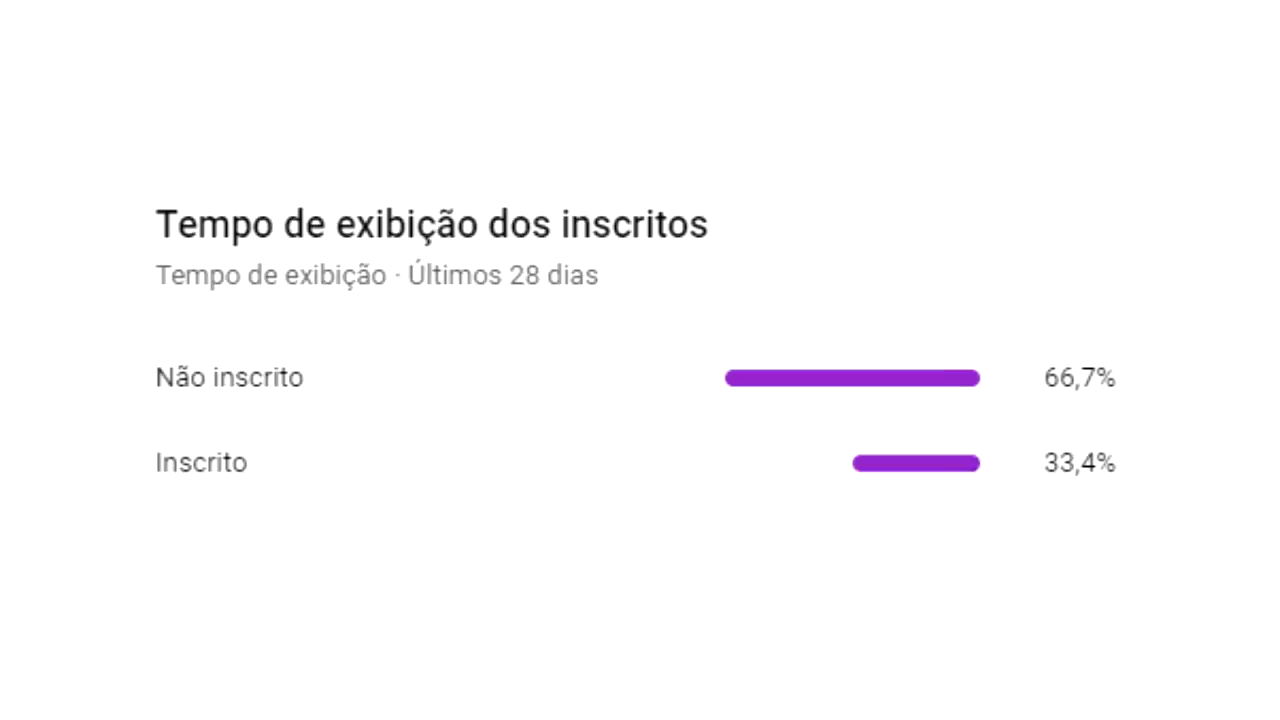 Tempo de exibição dos inscritos
Tempo de exibição · Últimos 28 dias
Não inscrito 66,7%
Inscrito 33,4%